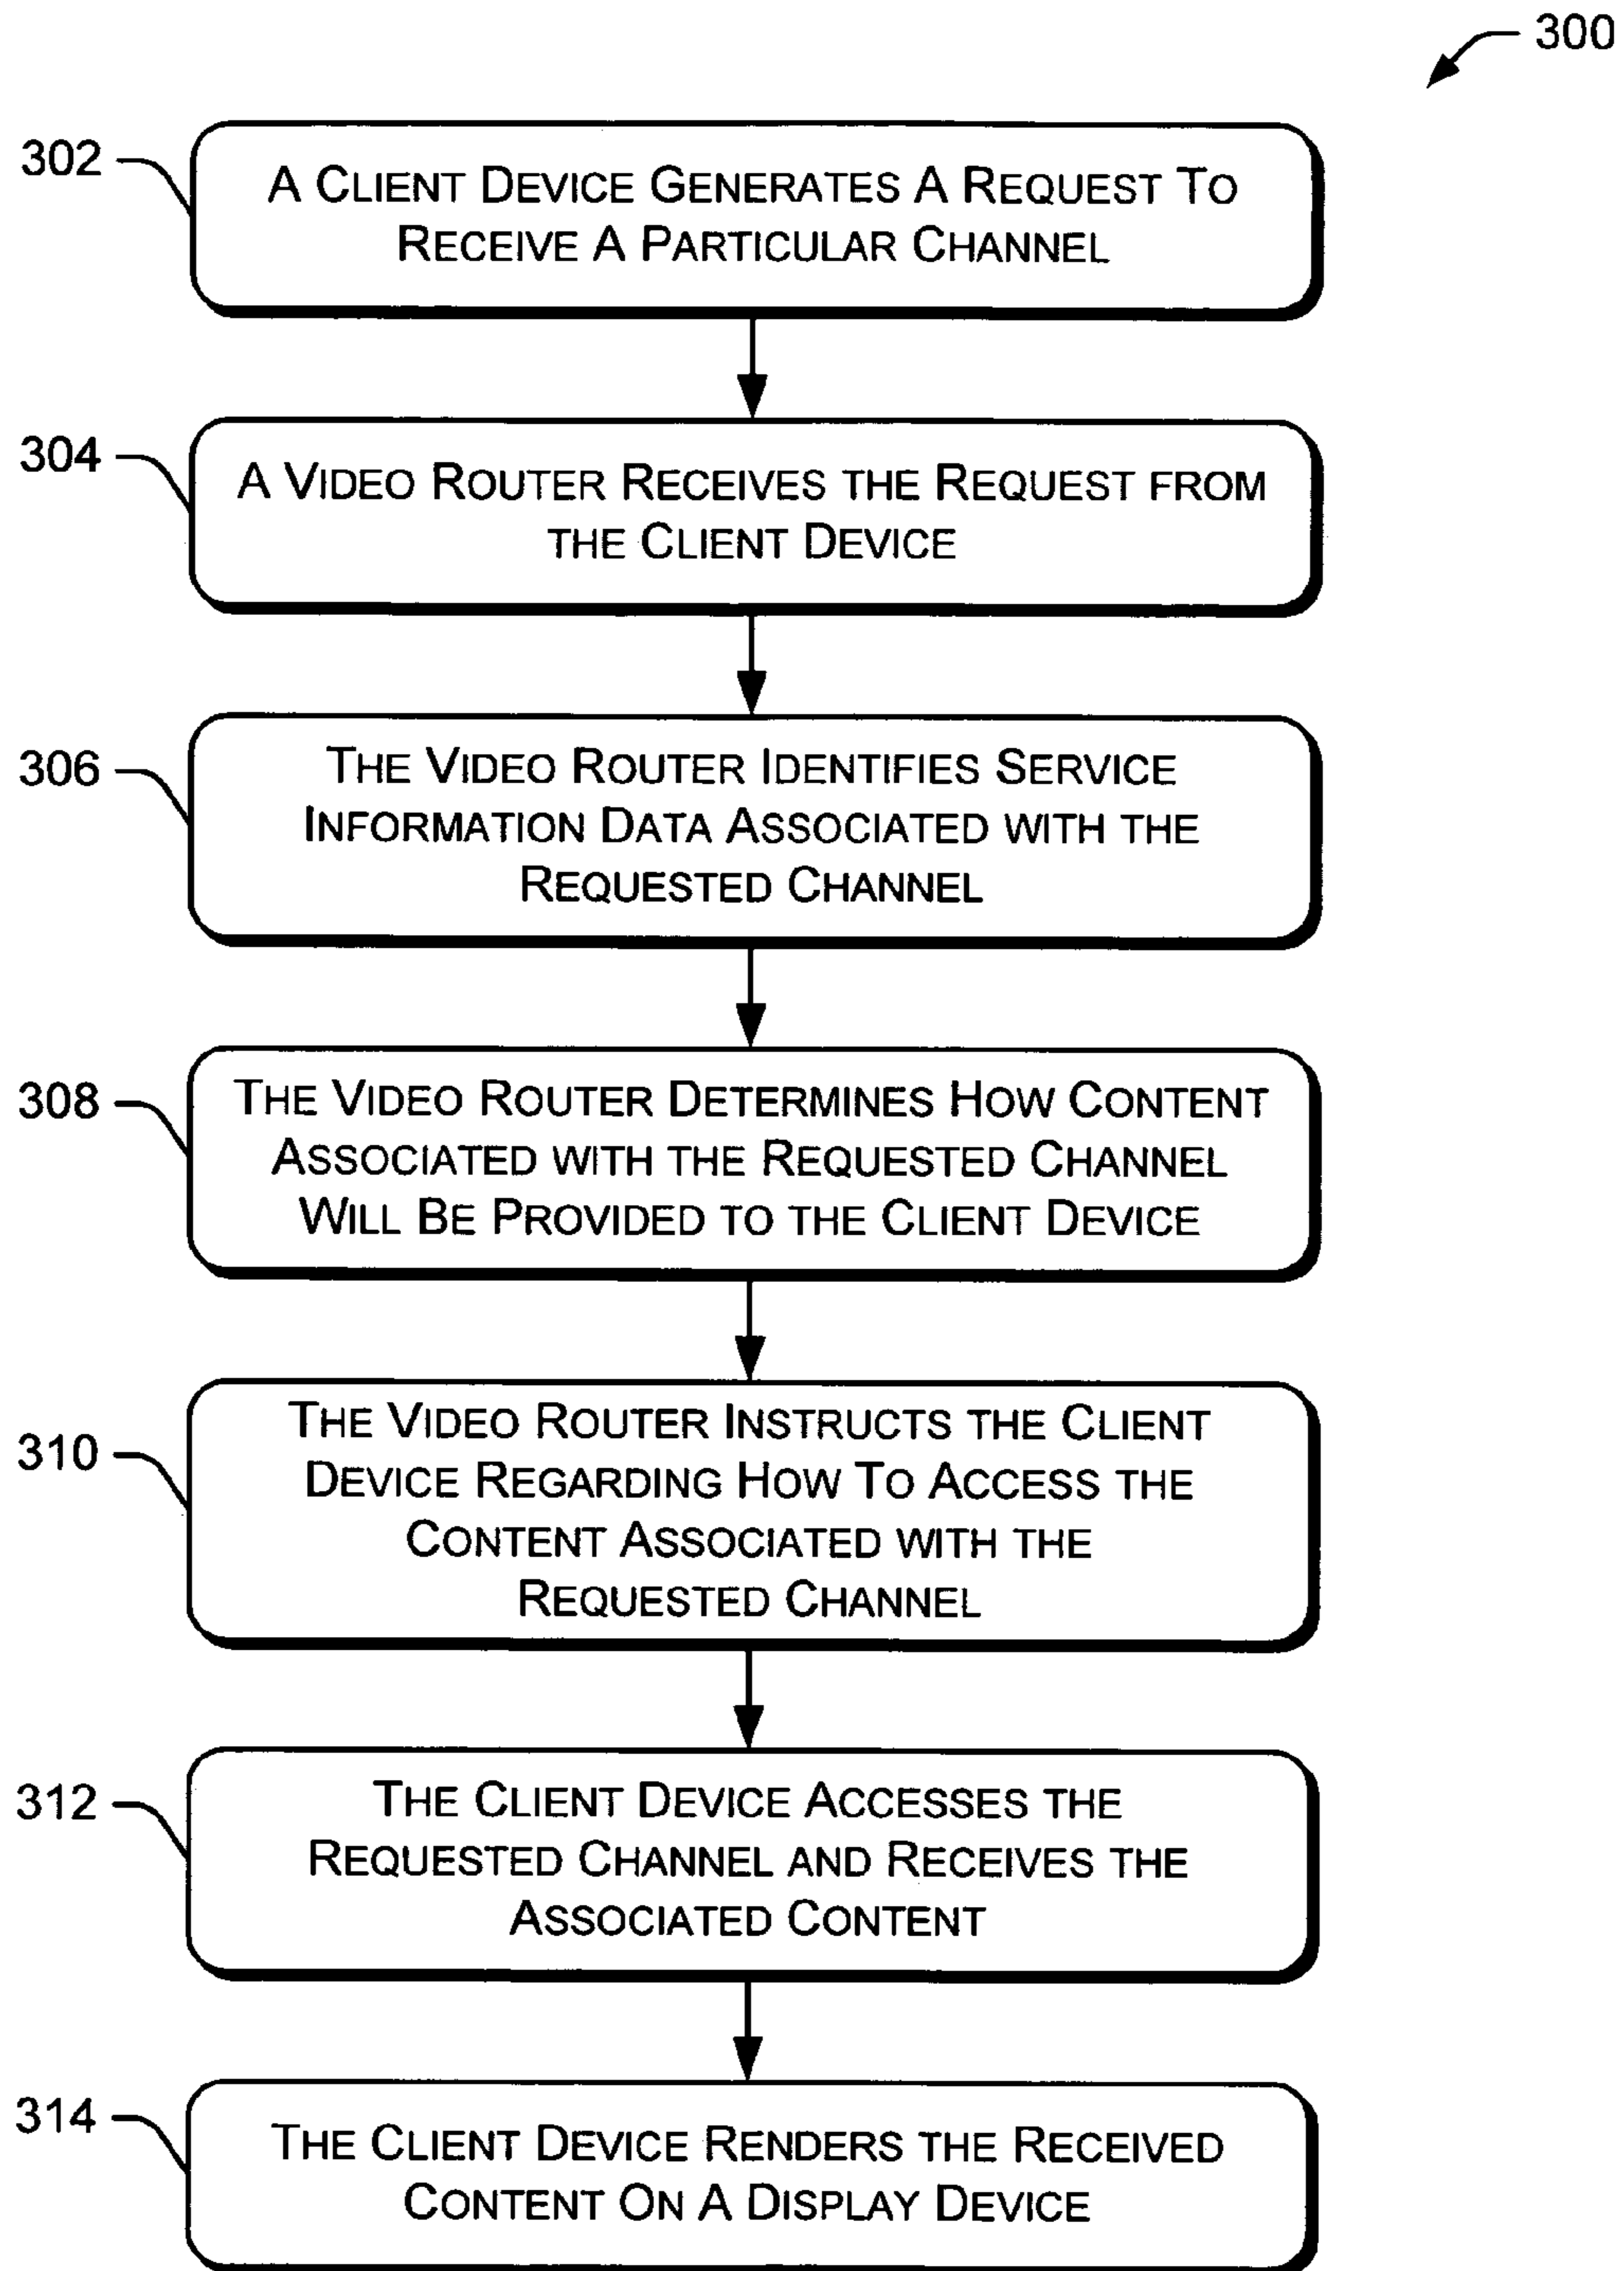 300
302
A CLIENT DEVICE GENERATES A REQUEST TO
RECEIVE A PARTICULAR CHANNEL
304
A VIDEO ROUTER RECEIVES THE REQUEST FROM
THE CLIENT DEVICE
306
THE VIDEO ROUTER IDENTIFIES SERVICE
INFORMATION DATA ASSOCIATED WITH THE
REQUESTED CHANNEL
308
THE VIDEO ROUTER DETERMINES HOW CONTENT
ASSOCIATED WITH THE REQUESTED CHANNEL
WILL BE PROVIDED TO THE CLIENT DEVICE
310
THE VIDEO ROUTER INSTRUCTS THE CLIENT
DEVICE REGARDING HOW TO ACCESS THE
CONTENT ASSOCIATED WITH THE
REQUESTED CHANNEL
312
THE CLIENT DEVICE ACCESSES THE
REQUESTED CHANNEL AND RECEIVES THE
ASSOCIATED CONTENT
314
THE CLIENT DEVICE RENDERS THE RECEIVED
CONTENT ON A DISPLAY DEVICE